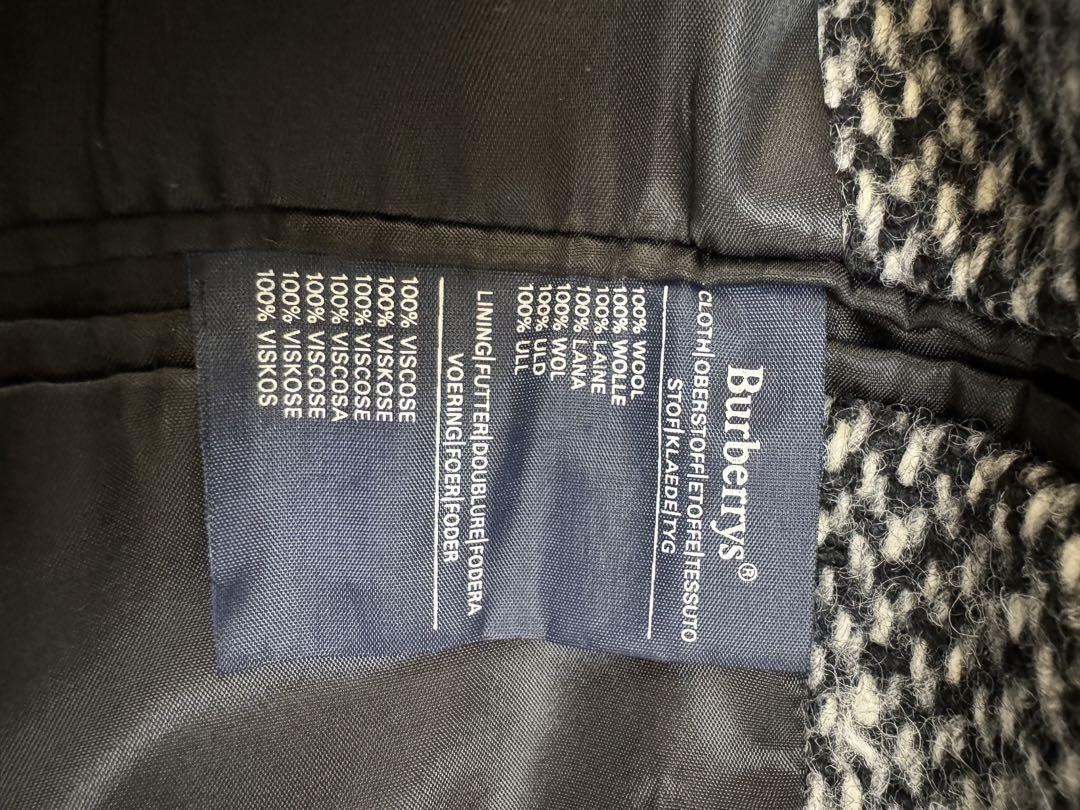 Burberrys®
CLOTH|OBERSTOFF|ETOFFE|TESSUTO
STOF|KLAEDE|TYG
100% WOOL
100% WOLLE
100% LAINE
100% LANA
100% WOL
100% ULD
100% ULL
LINING|FUTTER|DOUBLURE|FODERA
VOERING|FOER|FODER
100% VISCOSE
100% VISKOSE
100% VISCOSE
100% VISCOSA
100% VISCOSE
100% VISKOSE
100% VISKOS